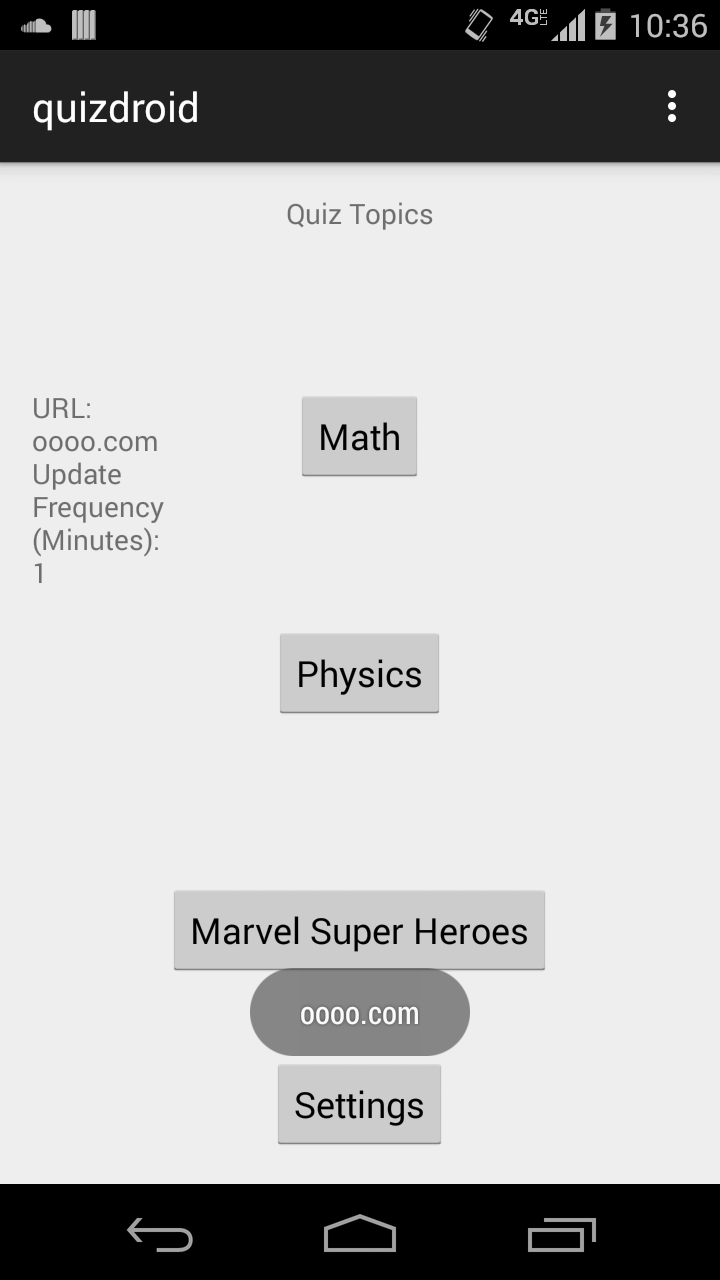 4G LTE 10:36
quizdroid
Quiz Topics
URL:
oooo.com
Update
Frequency
(Minutes):
1
Math
Physics
Marvel Super Heroes
oooo.com
Settings